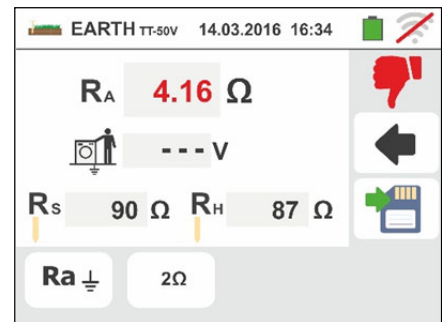 EARTH TT-50V 14.03.2016 16:34
RA 4.16 Ω
- - - V
RS 90 Ω RH 87 Ω
Ra 2Ω